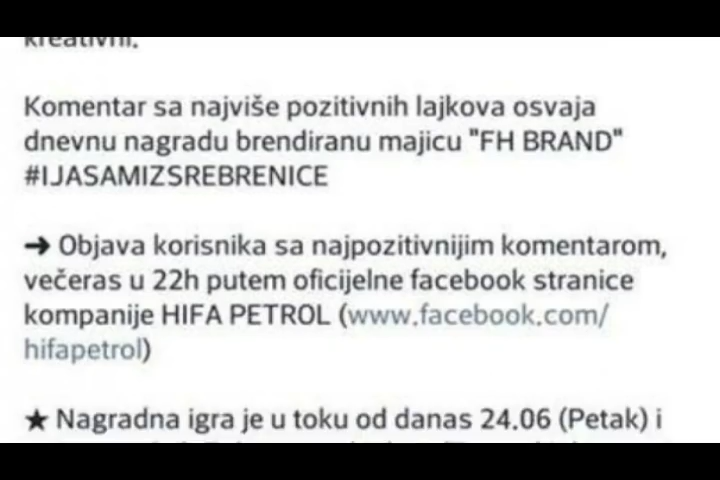 kreativni.
Komentar sa najviše pozitivnih lajkova osvaja
dnevnu nagradu brendiranu majicu "FH BRAND"
#IJASAMIZSREBRENICE
➜ Objava korisnika sa najpozitivnijim komentarom,
večeras u 22h putem oficijelne facebook stranice
kompanije HIFA PETROL (www.facebook.com/
hifapetrol)
★ Nagradna igra je u toku od danas 24.06 (Petak) i